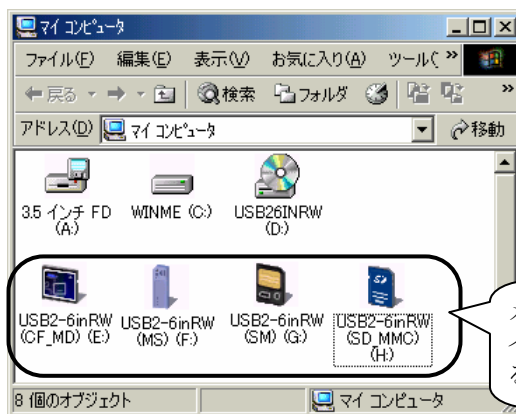 マイ コンピュータ
ファイル(F) 編集(E) 表示(V) お気に入り(A) ツール(
戻る 検索 フォルダ
アドレス(D) マイ コンピュータ 移動
3.5 インチ FD (A:)
WINME (C:)
USB26INRW (D:)
USB2-6inRW (CF_MD) (E:)
USB2-6inRW (MS) (F:)
USB2-6inRW (SM) (G:)
USB2-6inRW (SD_MMC) (H:)
8 個のオブジェクト マイ コンピュータ